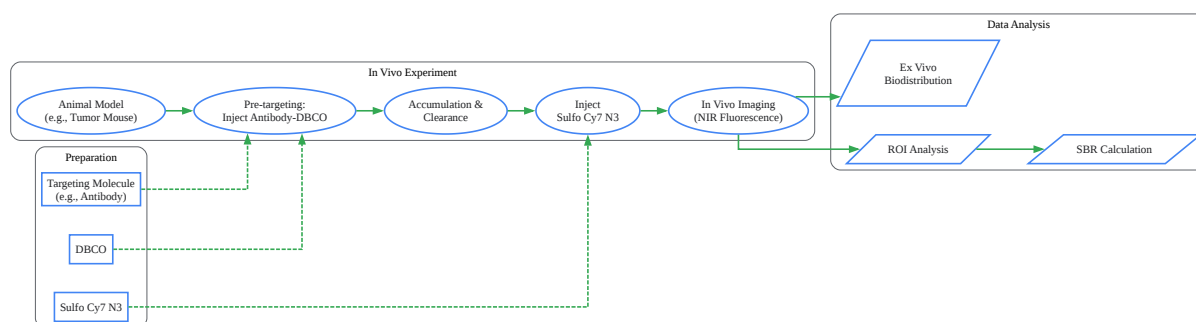 Data Analysis
Ex Vivo
Biodistribution
In Vivo Experiment
Animal Model
(e.g., Tumor Mouse)
Pre-targeting:
Inject Antibody-DBCO
Accumulation &
Clearance
Inject
Sulfo Cy7 N3
In Vivo Imaging
(NIR Fluorescence)
ROI Analysis
SBR Calculation
Preparation
Targeting Molecule
(e.g., Antibody)
DBCO
Sulfo Cy7 N3